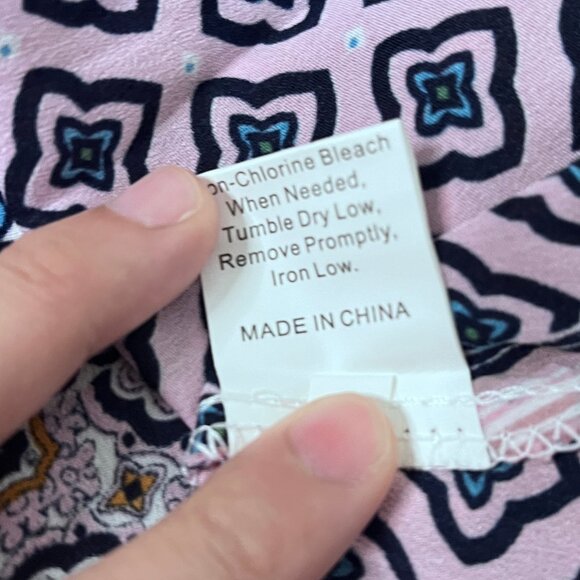 on-Chlorine Bleach
When Needed,
Tumble Dry Low,
Remove Promptly,
Iron Low.
MADE IN CHINA